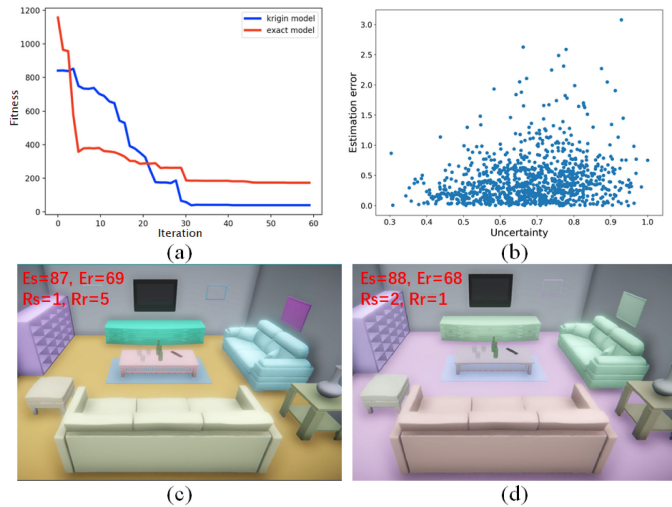 krigin model
exact model
1200
1000
800
600
400
200
0
Fitness
0
10
20
30
40
50
60
Iteration
(a)
3.0
2.5
2.0
1.5
1.0
0.5
0.0
Estimation error
0.3
0.4
0.5
0.6
0.7
0.8
0.9
1.0
Uncertainty
(b)
Es=87, Er=69
Rs=1, Rr=5
(c)
Es=88, Er=68
Rs=2, Rr=1
(d)